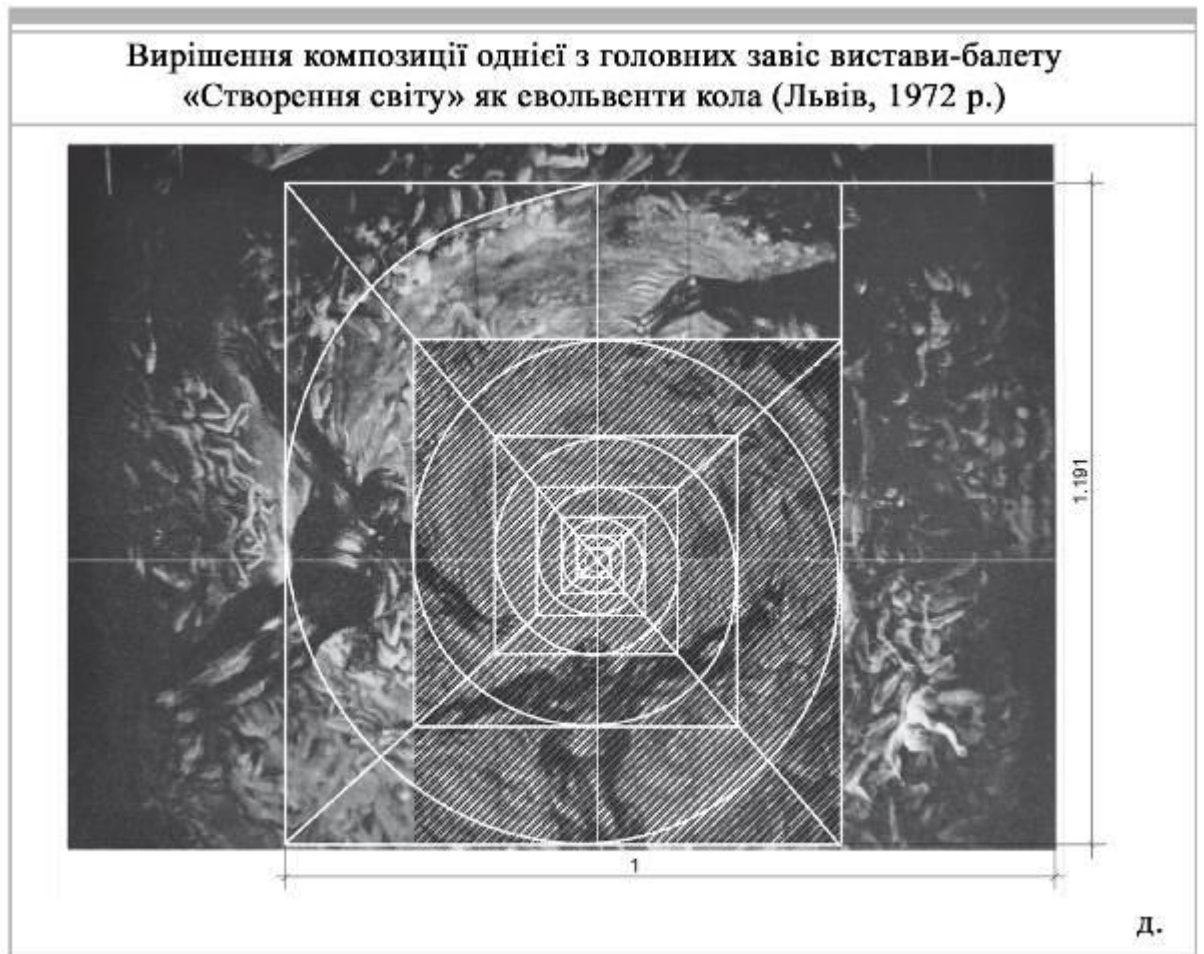 Вирішення композиції однієї з головних завіс вистави-балету
«Створення світу» як евольвенти кола (Львів, 1972 р.)
1.191
1
д.